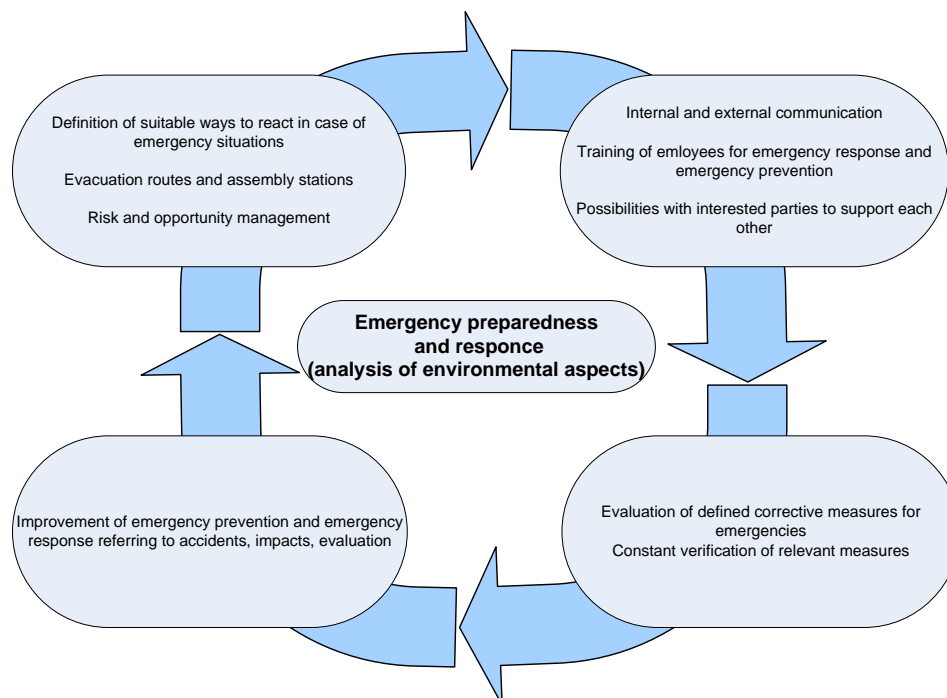 Definition of suitable ways to react in case of
emergency situations
Evacuation routes and assembly stations
Risk and opportunity management
Internal and external communication
Training of emloyees for emergency response and
emergency prevention
Possibilities with interested parties to support each
other
Emergency preparedness
and responce
(analysis of environmental aspects)
Improvement of emergency prevention and emergency
response referring to accidents, impacts, evaluation
Evaluation of defined corrective measures for
emergencies
Constant verification of relevant measures